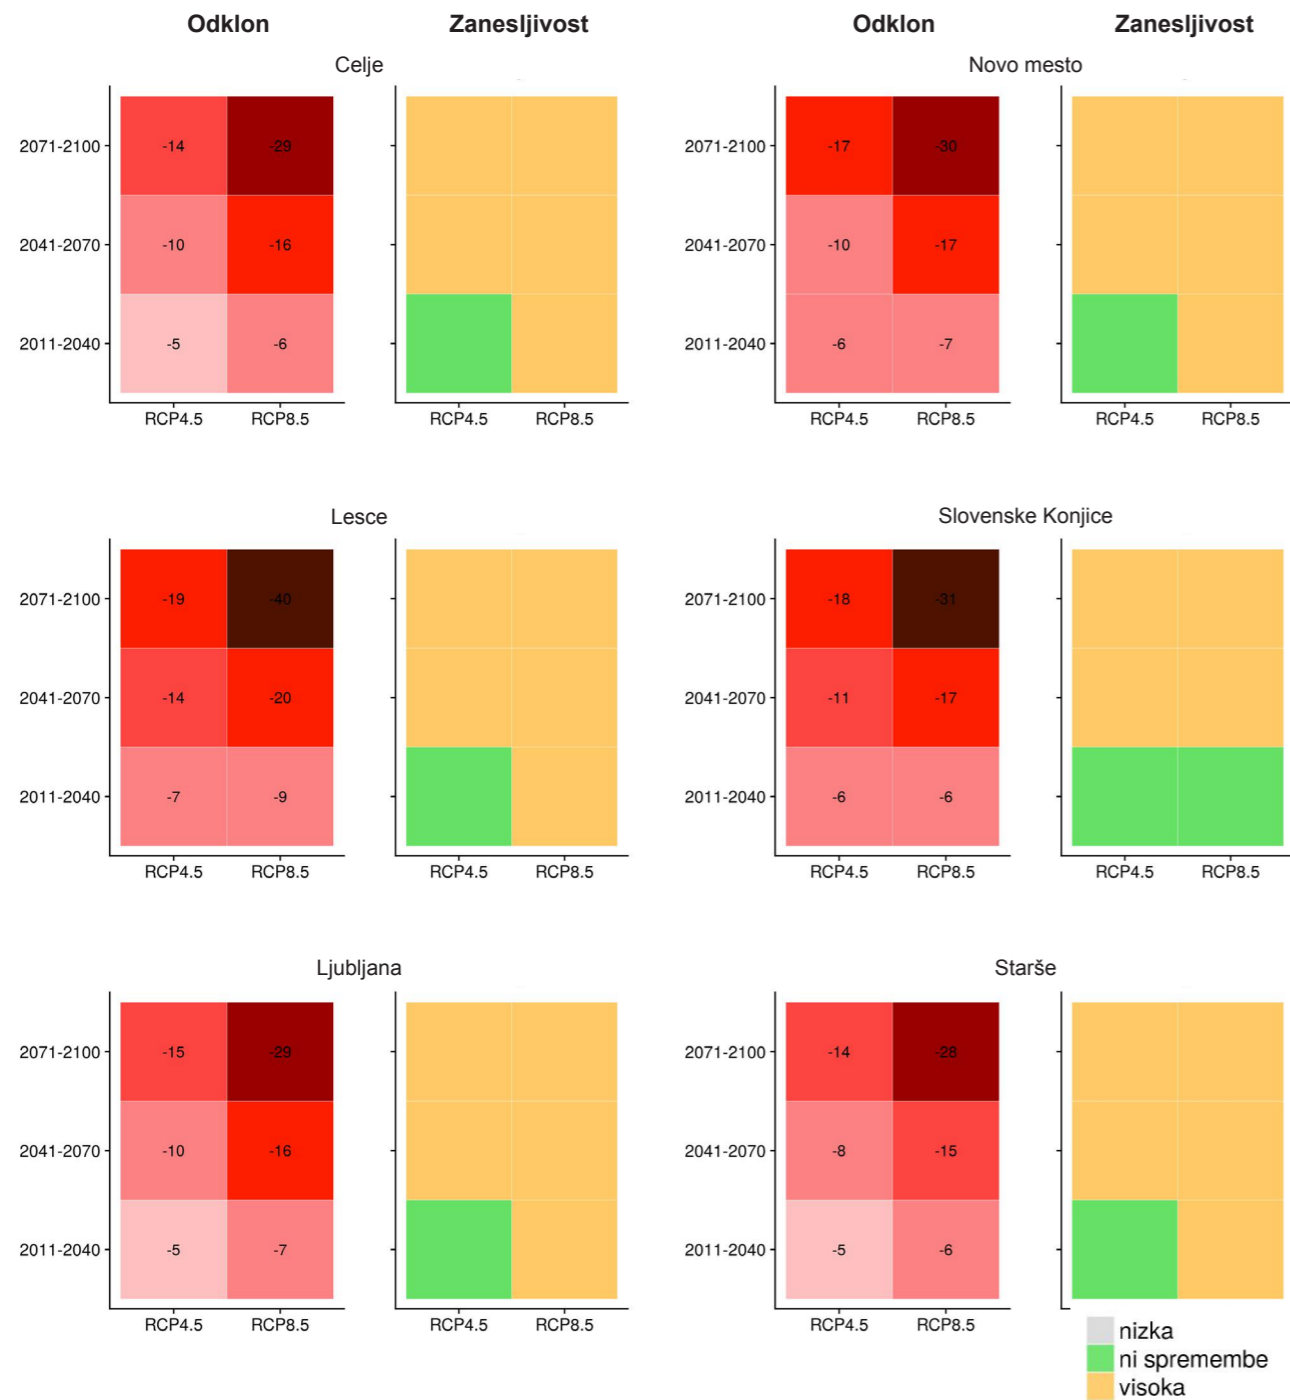 Odklon Zanesljivost Odklon Zanesljivost
Celje Novo mesto
2071-2100 -14 -29 -17 -30
2071-2100
2041-2070 -10 -16 -10 -17
2041-2070
2011-2040 -5 -6 -6 -7
2011-2040
RCP4.5 RCP8.5 RCP4.5 RCP8.5 RCP4.5 RCP8.5 RCP4.5 RCP8.5
Lesce Slovenske Konjice
2071-2100 -19 -40 2071-2100 -18 -31
2041-2070 -14 -20 2041-2070 -11 -17
2011-2040 -7 -9 2011-2040 -6 -6
RCP4.5 RCP8.5 RCP4.5 RCP8.5 RCP4.5 RCP8.5 RCP4.5 RCP8.5
Ljubljana Starše
2071-2100 -15 -29 2071-2100 -14 -28
2041-2070 -10 -16 2041-2070 -8 -15
2011-2040 -5 -7 2011-2040 -5 -6
RCP4.5 RCP8.5 RCP4.5 RCP8.5 RCP4.5 RCP8.5 RCP4.5 RCP8.5
nizka
ni spremembe
visoka